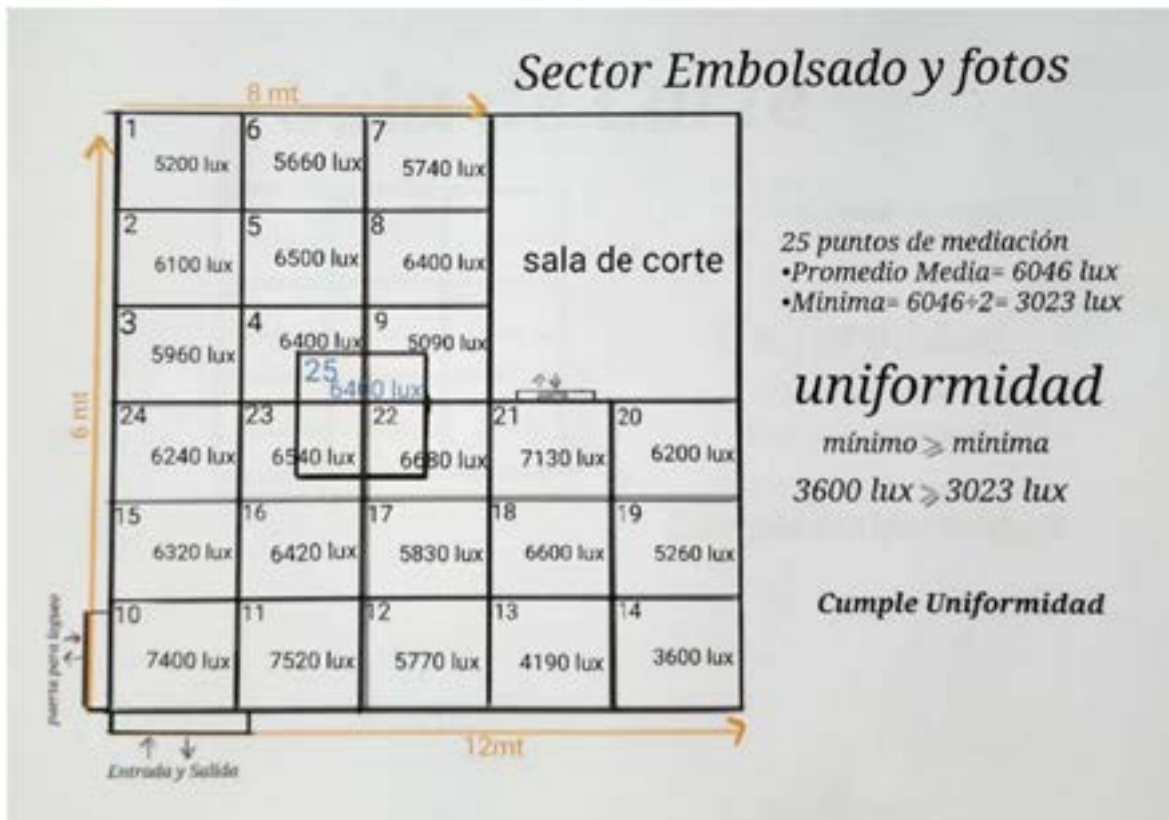 Sector Embolsado y fotos
8 mt
1
6
7
5200 lux
5660 lux
5740 lux
2
5
8
6100 lux
6500 lux
6400 lux
sala de corte
3
4
9
5960 lux
6400 lux
5090 lux
25
24
23
22
21
20
6240 lux
6540 lux
6680 lux
7130 lux
6200 lux
15
16
17
18
19
6320 lux
6420 lux
5830 lux
6600 lux
5260 lux
10
11
12
13
14
7400 lux
7520 lux
5770 lux
4190 lux
3600 lux
6 mt
puerta para
12mt
Entrada y Salida
25 puntos de mediación
•Promedio Media= 6046 lux
•Minima= 6046÷2= 3023 lux
uniformidad
mínimo ⩾ minima
3600 lux ⩾ 3023 lux
Cumple Uniformidad